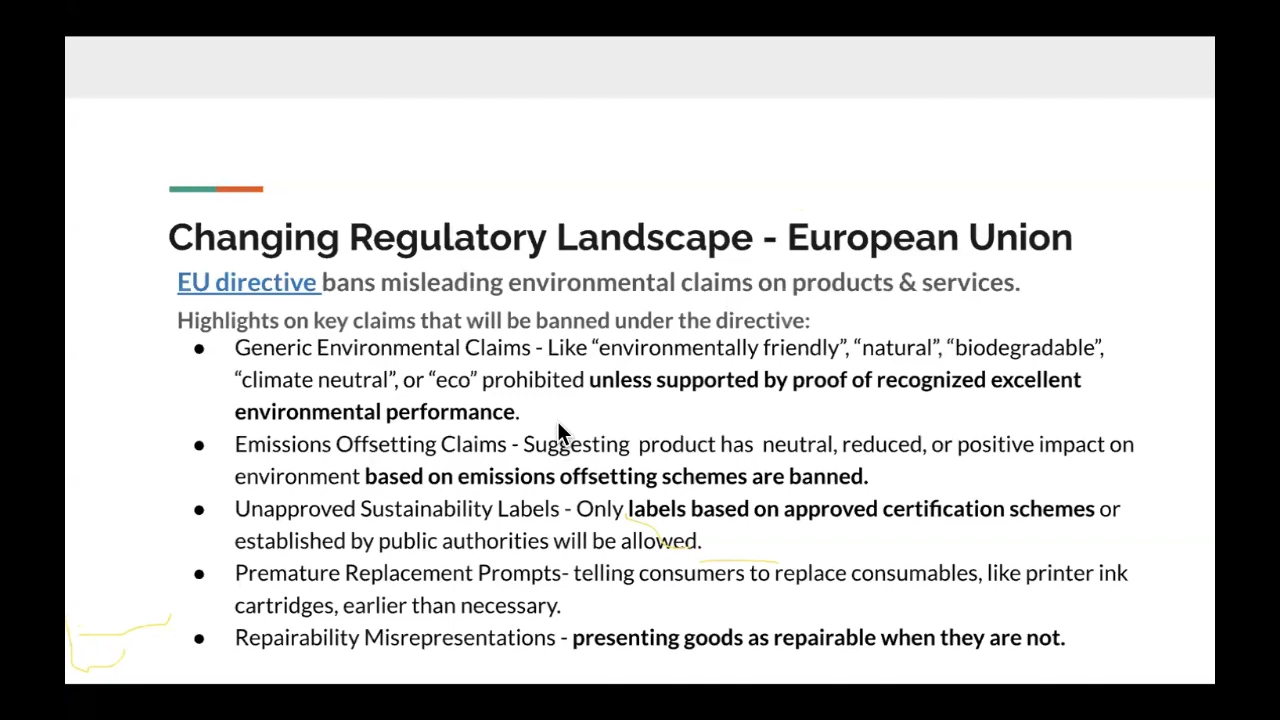 Changing Regulatory Landscape - European Union
EU directive bans misleading environmental claims on products & services.
Highlights on key claims that will be banned under the directive:
● Generic Environmental Claims - Like “environmentally friendly”, “natural”, “biodegradable”,
“climate neutral”, or “eco” prohibited unless supported by proof of recognized excellent
environmental performance.
● Emissions Offsetting Claims - Suggesting product has neutral, reduced, or positive impact on
environment based on emissions offsetting schemes are banned.
● Unapproved Sustainability Labels - Only labels based on approved certification schemes or
established by public authorities will be allowed.
● Premature Replacement Prompts- telling consumers to replace consumables, like printer ink
cartridges, earlier than necessary.
● Repairability Misrepresentations - presenting goods as repairable when they are not.